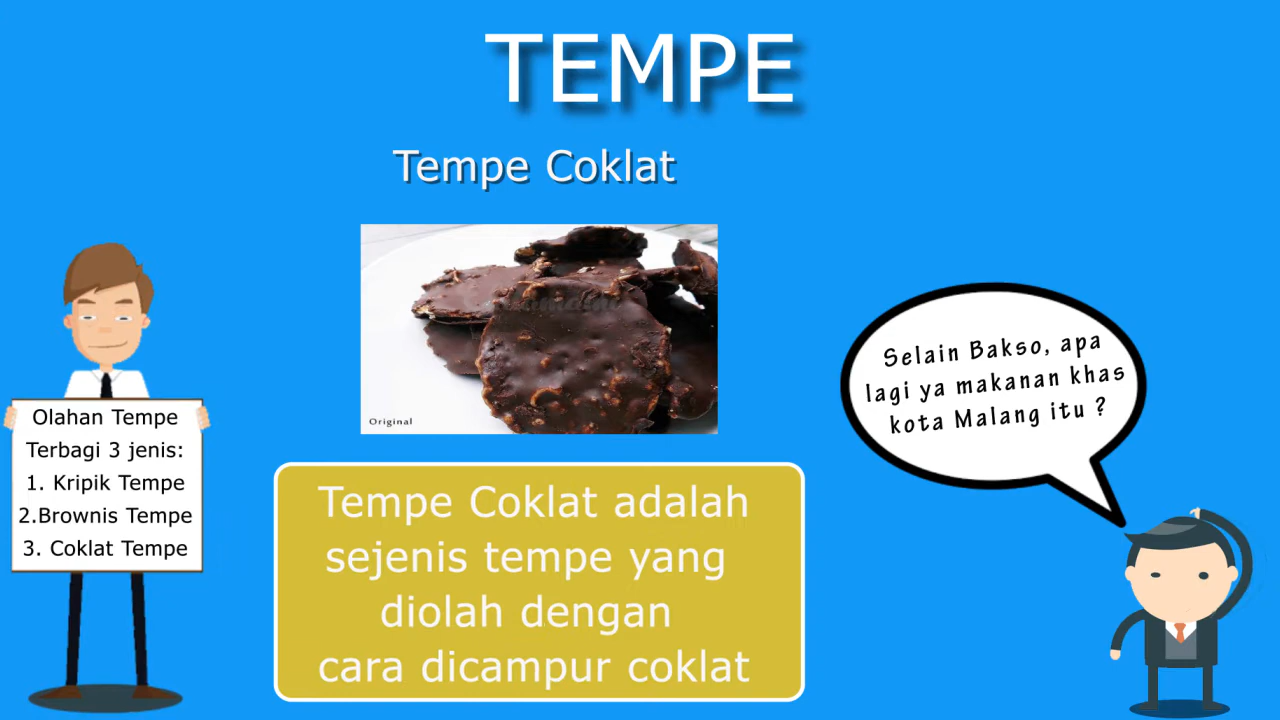 TEMPE
Tempe Coklat
Original
Tempe Coklat adalah
sejenis tempe yang
diolah dengan
cara dicampur coklat
Olahan Tempe
Terbagi 3 jenis:
1. Kripik Tempe
2.Brownis Tempe
3. Coklat Tempe
Selain Bakso, apa
lagi ya makanan khas
kota Malang itu ?